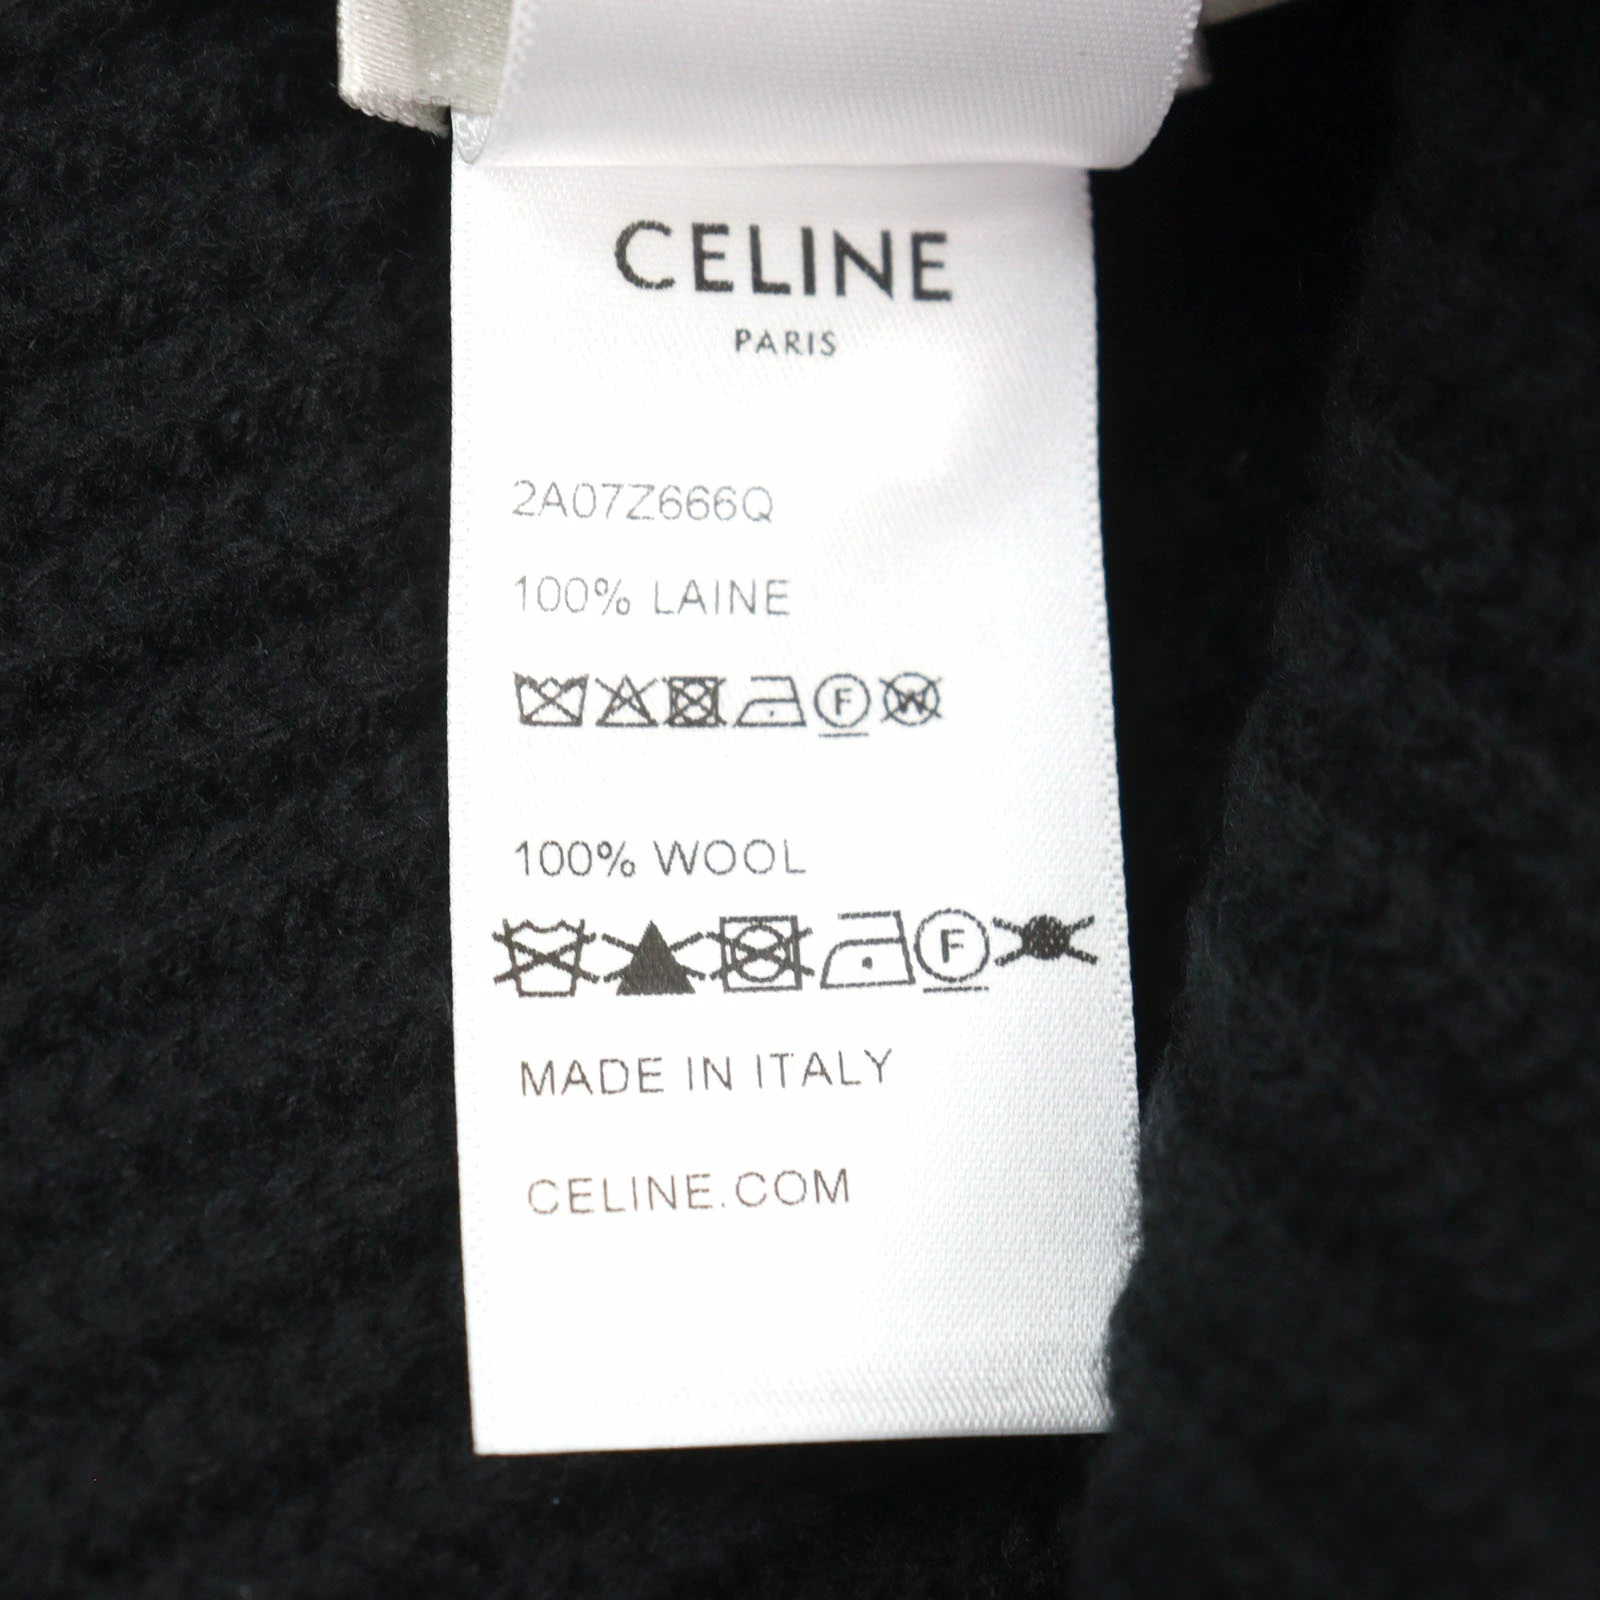 CELINE
PARIS
2A07Z666Q
100% LAINE
F W
100% WOOL
F
MADE IN ITALY
CELINE.COM